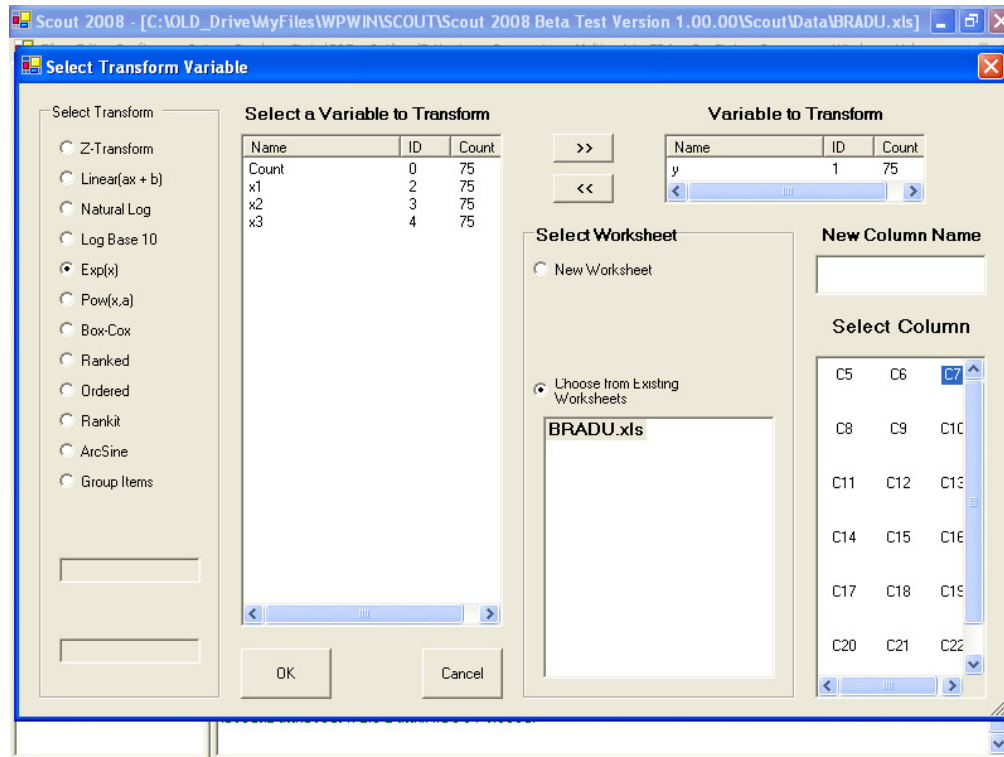 Scout 2008 - [C:\OLD_Drive\MyFiles\WPWIN\SCOUT\Scout 2008 Beta Test Version 1.00.00\Scout\Data\BRADU.xls]
Select Transform Variable
Select Transform
Z-Transform
Linear(ax + b)
Natural Log
Log Base 10
Exp(x)
Pow(x,a)
Box-Cox
Ranked
Ordered
Rankit
ArcSine
Group Items
Select a Variable to Transform
Name ID Count
Count 0 75
x1 2 75
x2 3 75
x3 4 75
OK Cancel
>>
<<
Variable to Transform
Name ID Count
y 1 75
Select Worksheet
New Worksheet
Choose from Existing
Worksheets
BRADU.xls
New Column Name
Select Column
C5 C6 C7
C8 C9 C10
C11 C12 C13
C14 C15 C16
C17 C18 C19
C20 C21 C22